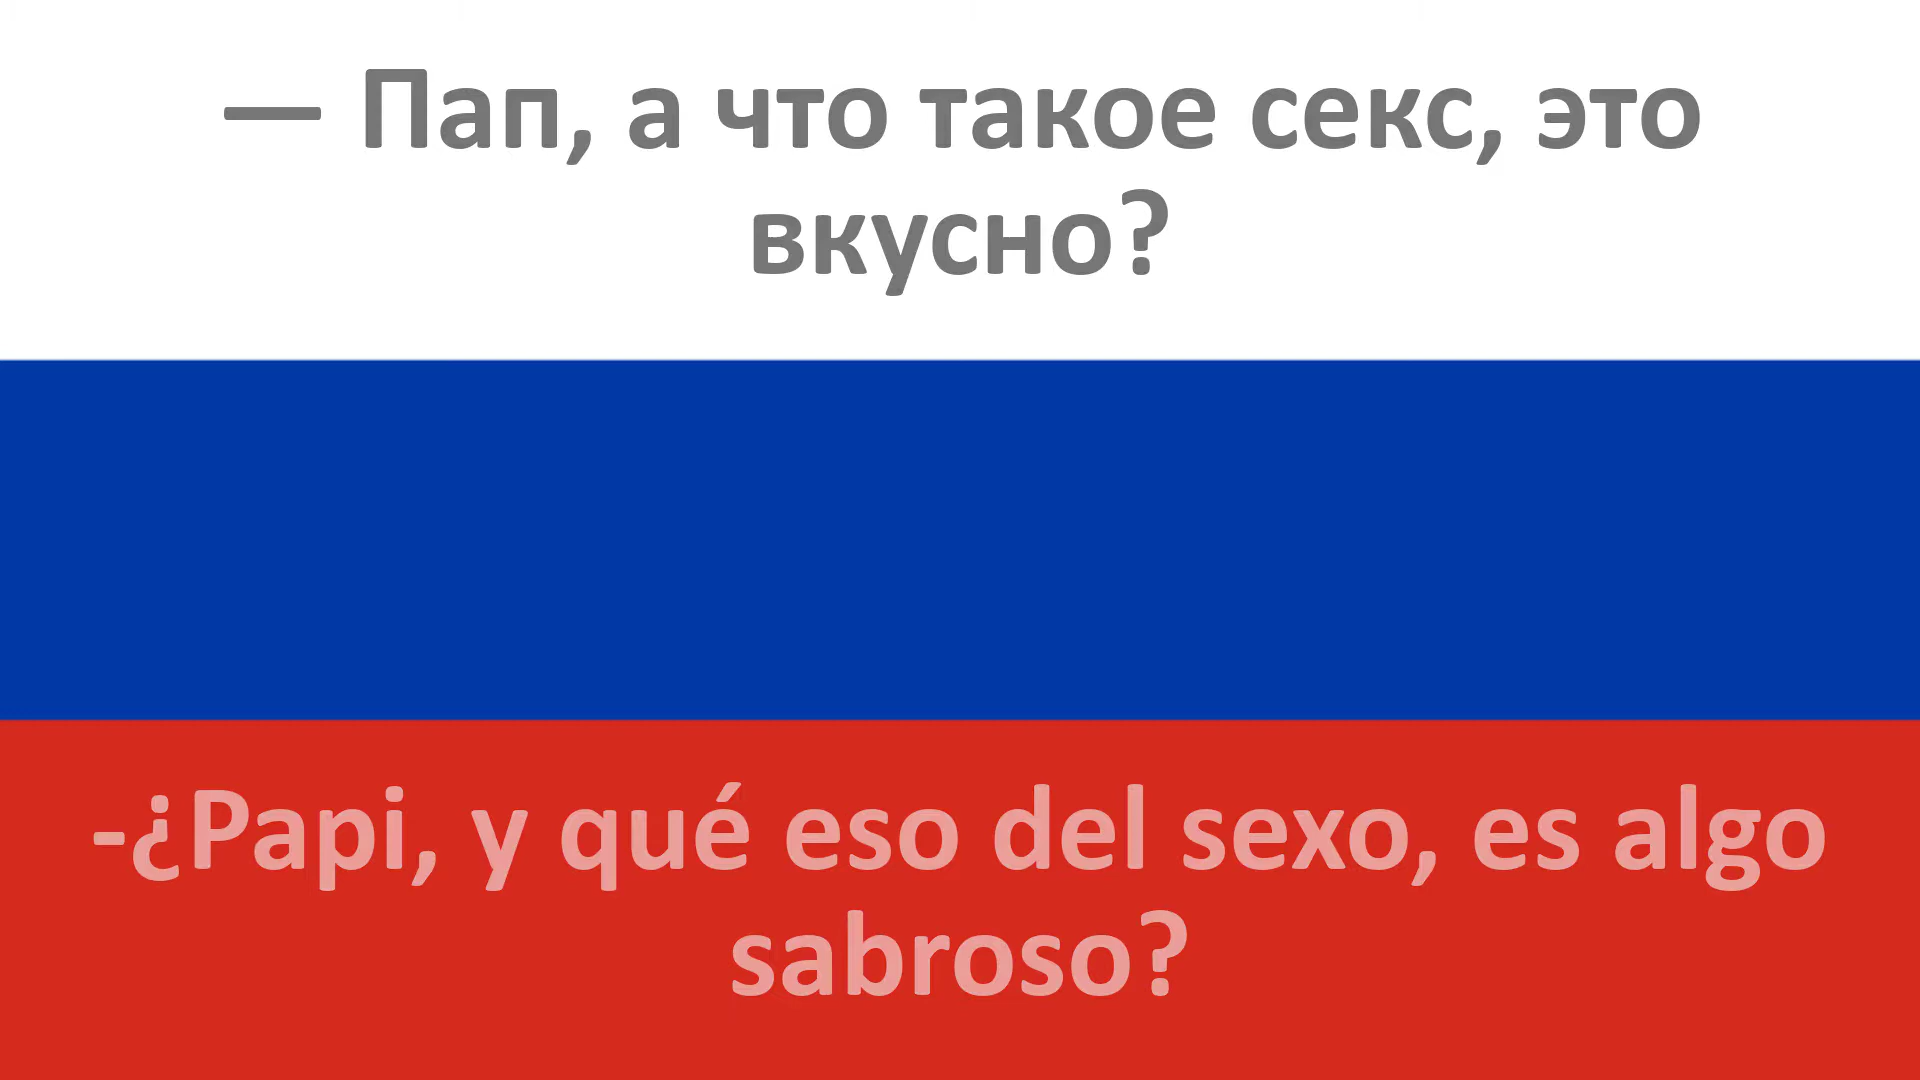 — Пап, а что такое секс, это
вкусно?
-¿Papi, y qué eso del sexo, es algo
sabroso?